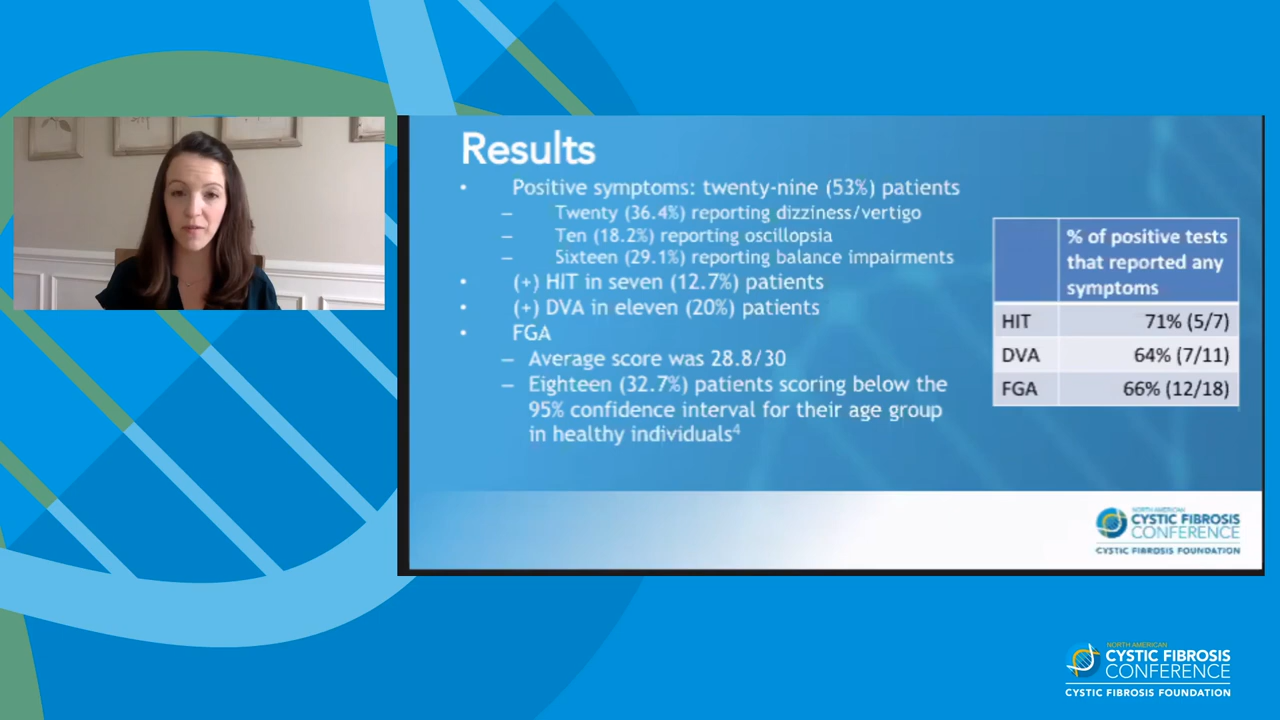 Results
• Positive symptoms: twenty-nine (53%) patients
– Twenty (36.4%) reporting dizziness/vertigo
– Ten (18.2%) reporting oscillopsia
– Sixteen (29.1%) reporting balance impairments
• (+) HIT in seven (12.7%) patients
• (+) DVA in eleven (20%) patients
• FGA
– Average score was 28.8/30
– Eighteen (32.7%) patients scoring below the
95% confidence interval for their age group
in healthy individuals⁴
% of positive tests
that reported any
symptoms
HIT 71% (5/7)
DVA 64% (7/11)
FGA 66% (12/18)
NORTH AMERICAN
CYSTIC FIBROSIS
CONFERENCE
CYSTIC FIBROSIS FOUNDATION
NORTH AMERICAN
CYSTIC FIBROSIS
CONFERENCE
CYSTIC FIBROSIS FOUNDATION